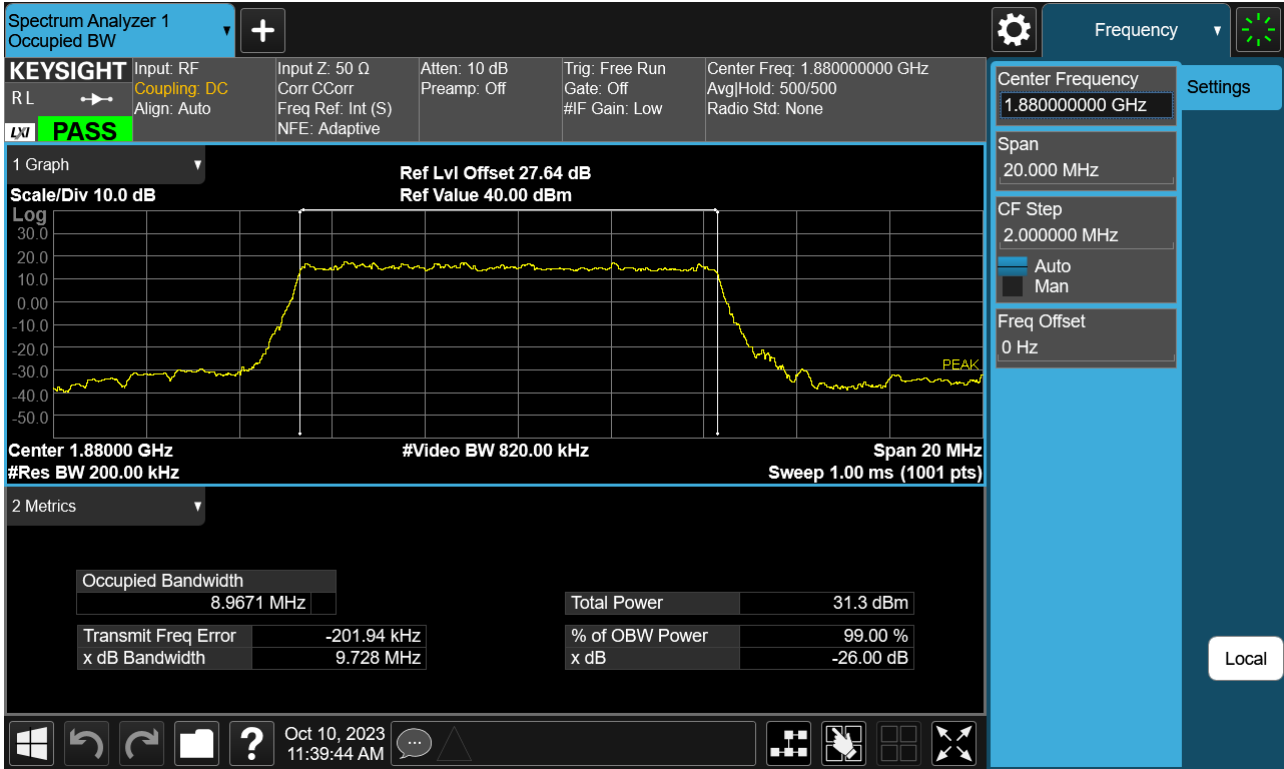 Spectrum Analyzer 1
Occupied BW
Frequency
KEYSIGHT
R L
LXI PASS
Input: RF
Coupling: DC
Align: Auto
Input Z: 50 Ω
Corr CCorr
Freq Ref: Int (S)
NFE: Adaptive
Atten: 10 dB
Preamp: Off
Trig: Free Run
Gate: Off
#IF Gain: Low
Center Freq: 1.880000000 GHz
Avg|Hold: 500/500
Radio Std: None
1 Graph
Scale/Div 10.0 dB
Ref Lvl Offset 27.64 dB
Ref Value 40.00 dBm
Log
30.0
20.0
10.0
0.00
-10.0
-20.0
-30.0
-40.0
-50.0
PEAK
Center 1.88000 GHz
#Video BW 820.00 kHz
Span 20 MHz
#Res BW 200.00 kHz
Sweep 1.00 ms (1001 pts)
2 Metrics
Occupied Bandwidth
8.9671 MHz
Total Power 31.3 dBm
Transmit Freq Error -201.94 kHz
% of OBW Power 99.00 %
x dB Bandwidth 9.728 MHz
x dB -26.00 dB
Center Frequency
1.880000000 GHz
Span
20.000 MHz
CF Step
2.000000 MHz
Auto
Man
Freq Offset
0 Hz
Settings
Local
?
Oct 10, 2023
11:39:44 AM